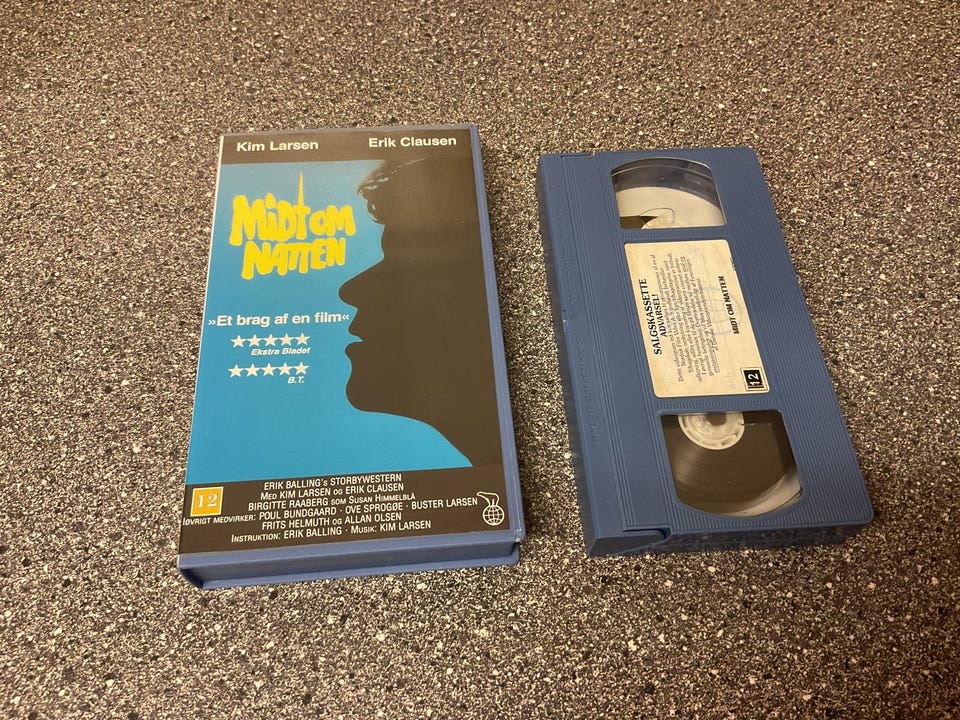 Kim Larsen Erik Clausen
MIDT OM
NATTEN
»Et brag af en film«
★★★★★
Ekstra Bladet
★★★★★
B.T.
ERIK BALLING's STORBYWESTERN
MED KIM LARSEN OG ERIK CLAUSEN
BIRGITTE RAABERG SOM SUSAN HIMMELBLÅ
12
IØVRIGT MEDVIRKER: POUL BUNDGAARD · OVE SPROGØE · BUSTER LARSEN
FRITS HELMUTH OG ALLAN OLSEN
INSTRUKTION: ERIK BALLING · MUSIK: KIM LARSEN
SALGSKASSETTE
ADVARSEL!
MIDT OM NATTEN
12